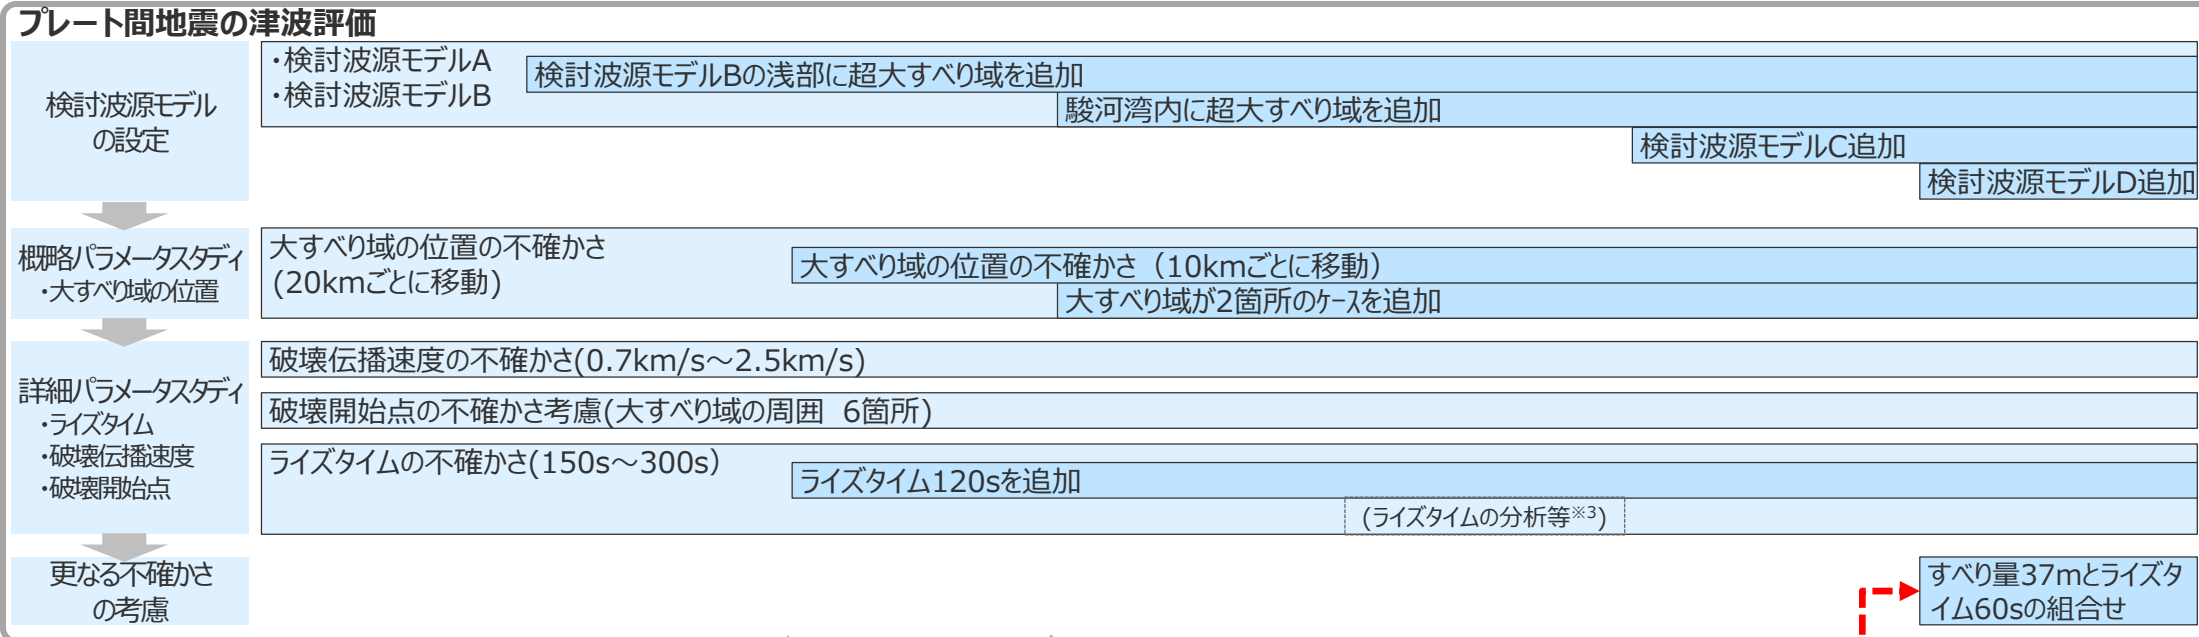 プレート間地震の津波評価
検討波源モデル
の設定
・検討波源モデルA
・検討波源モデルB
検討波源モデルBの浅部に超大すべり域を追加
駿河湾内に超大すべり域を追加
検討波源モデルC追加
検討波源モデルD追加
概略パラメータスタディ
・大すべり域の位置
大すべり域の位置の不確かさ
(20kmごとに移動)
大すべり域の位置の不確かさ（10kmごとに移動）
大すべり域が2箇所のケースを追加
詳細パラメータスタディ
・ライズタイム
・破壊伝播速度
・破壊開始点
破壊伝播速度の不確かさ(0.7km/s～2.5km/s)
破壊開始点の不確かさ考慮(大すべり域の周囲 6箇所)
ライズタイムの不確かさ(150s～300s)
ライズタイム120sを追加
(ライズタイムの分析等※3)
更なる不確かさ
の考慮
すべり量37mとライズタ
イム60sの組合せ